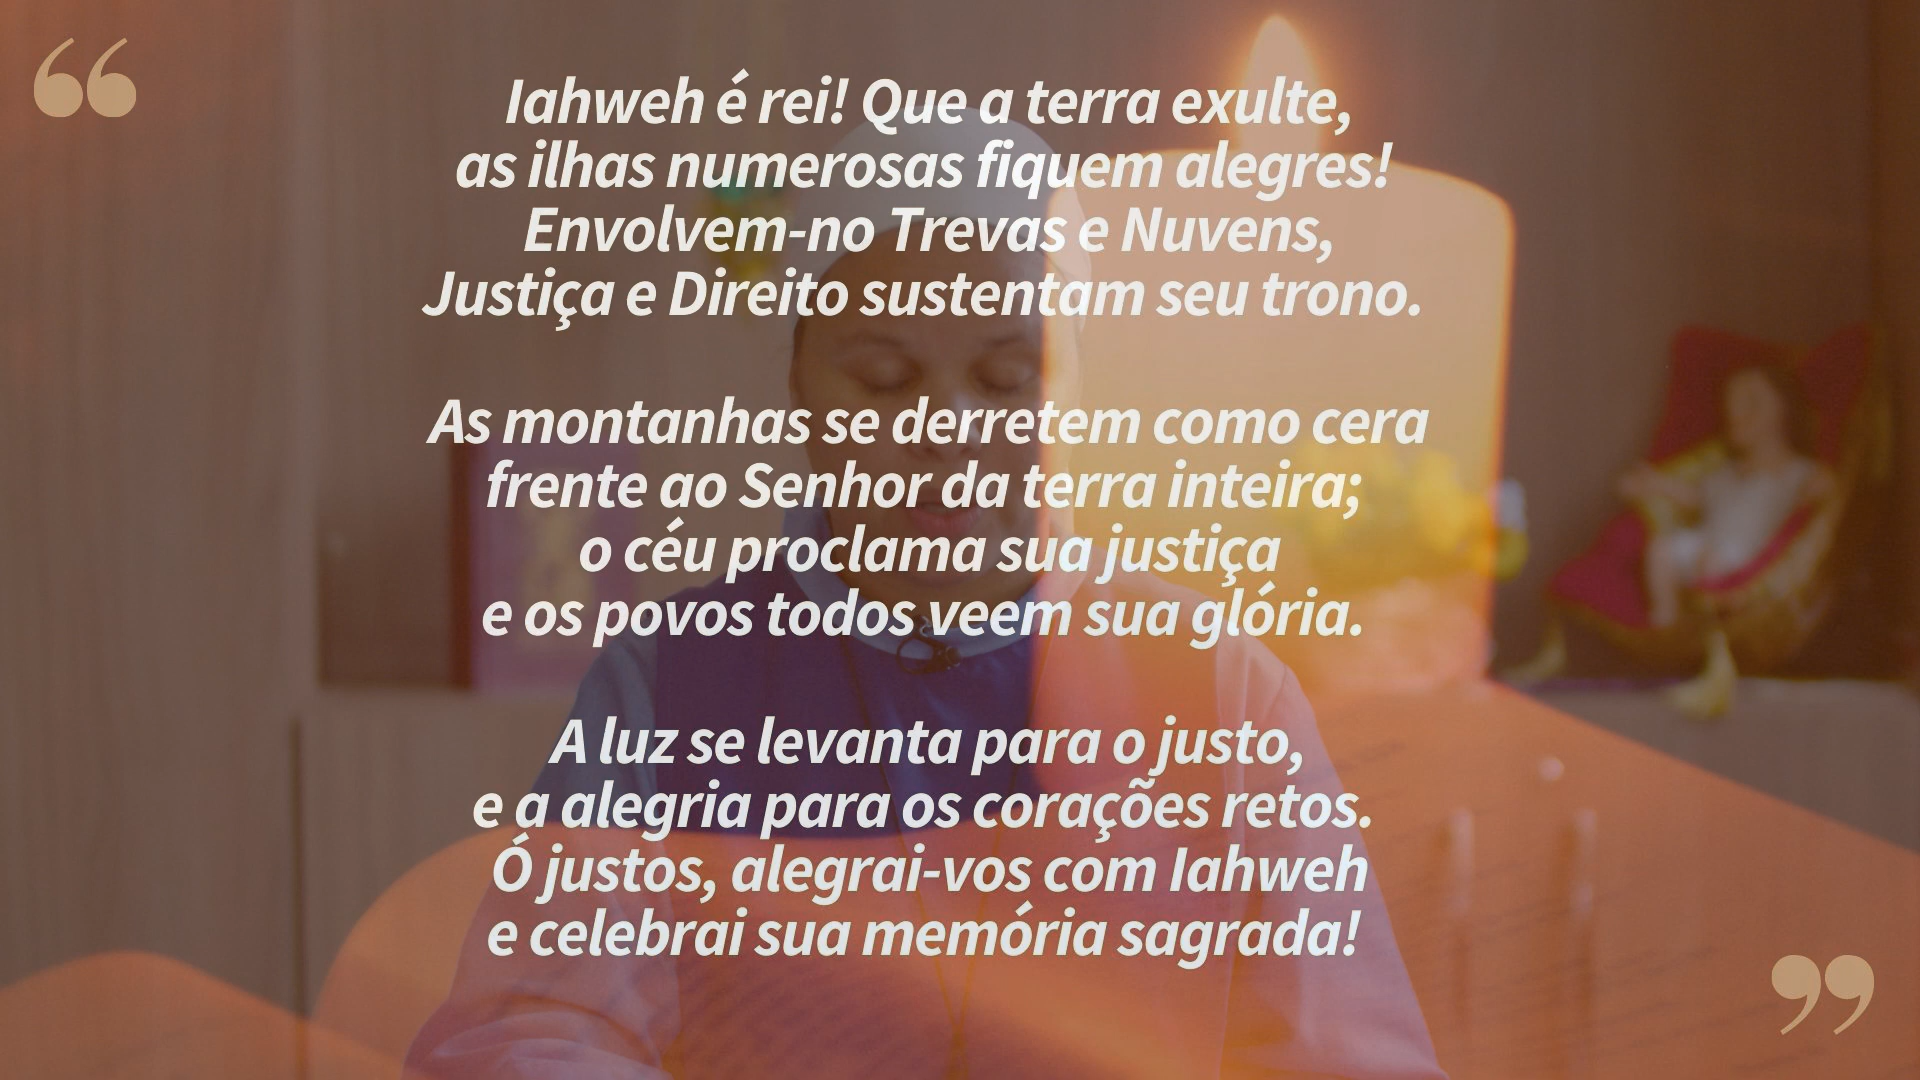 Iahweh é rei! Que a terra exulte,
as ilhas numerosas fiquem alegres!
Envolvem-no Trevas e Nuvens,
Justiça e Direito sustentam seu trono.
As montanhas se derretem como cera
frente ao Senhor da terra inteira;
o céu proclama sua justiça
e os povos todos veem sua glória.
A luz se levanta para o justo,
e a alegria para os corações retos.
Ó justos, alegrai-vos com Iahweh
e celebrai sua memória sagrada!